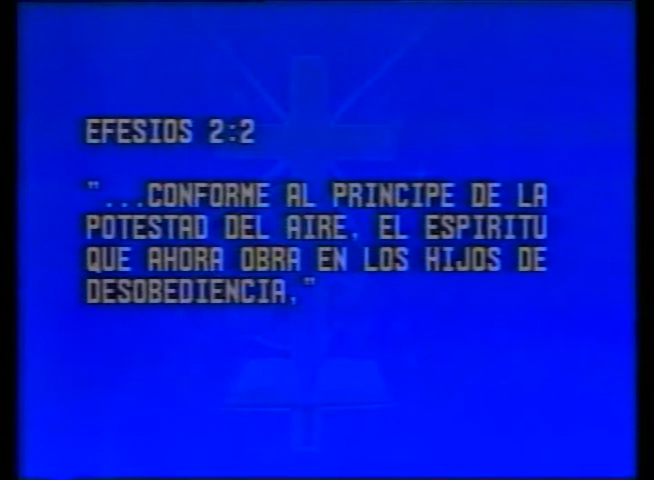 EFESIOS 2:2
"...CONFORME AL PRINCIPE DE LA
POTESTAD DEL AIRE, EL ESPIRITU
QUE AHORA OBRA EN LOS HIJOS DE
DESOBEDIENCIA,"